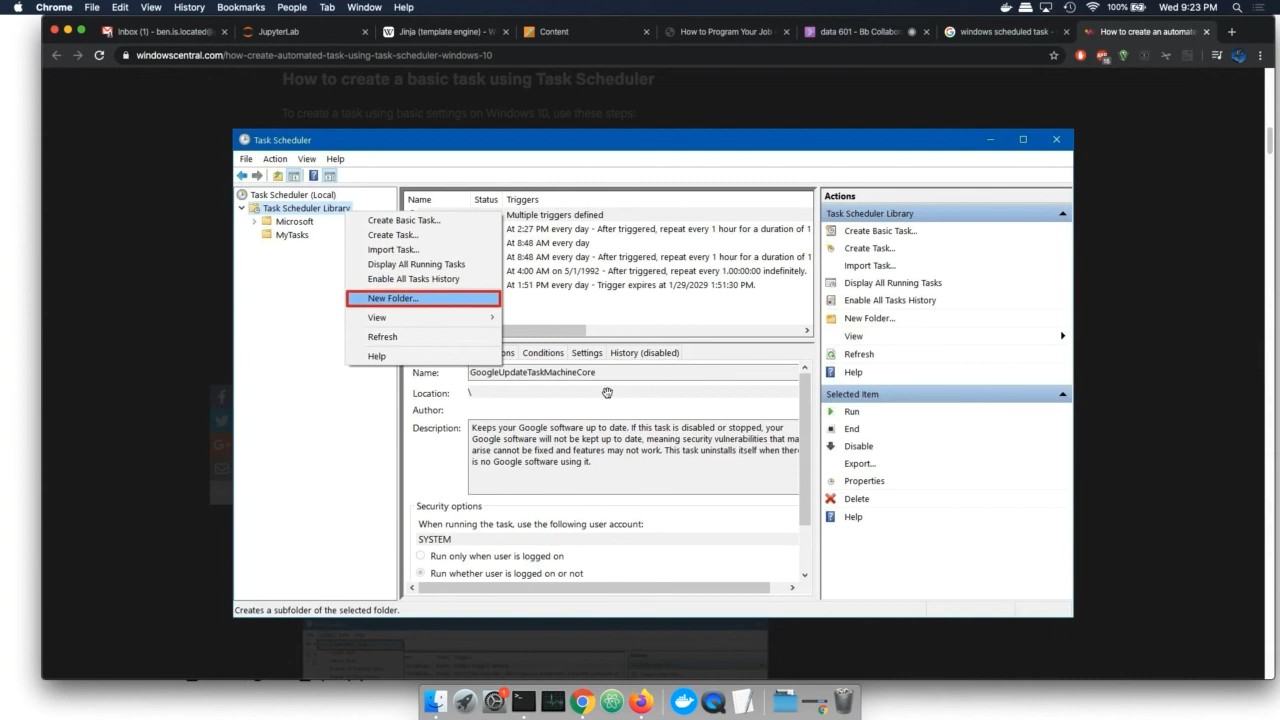 Chrome File Edit View History Bookmarks People Tab Window Help 100% Wed 9:23 PM
Inbox (1) - ben.is.located@ JupyterLab Jinja (template engine) - W Content How to Program Your Job data 601 - Bb Collabor windows scheduled task - How to create an automate
windowscentral.com/how-create-automated-task-using-task-scheduler-windows-10
How to create a basic task using Task Scheduler
To create a task using basic settings on Windows 10, use these steps:
Task Scheduler
File Action View Help
Task Scheduler (Local)
Task Scheduler Library
Microsoft
MyTasks
Create Basic Task...
Create Task...
Import Task...
Display All Running Tasks
Enable All Tasks History
New Folder...
View
Refresh
Help
Name Status Triggers
Multiple triggers defined
At 2:27 PM every day - After triggered, repeat every 1 hour for a duration of 1
At 8:48 AM every day
At 8:48 AM every day - After triggered, repeat every 1 hour for a duration of 1
At 4:00 AM on 5/1/1992 - After triggered, repeat every 1.00:00:00 indefinitely.
At 1:51 PM every day - Trigger expires at 1/29/2029 1:51:30 PM.
ons Conditions Settings History (disabled)
Name: GoogleUpdateTaskMachineCore
Location: \
Author:
Description: Keeps your Google software up to date. If this task is disabled or stopped, your
Google software will not be kept up to date, meaning security vulnerabilities that ma
arise cannot be fixed and features may not work. This task uninstalls itself when there
is no Google software using it.
Security options
When running the task, use the following user account:
SYSTEM
Run only when user is logged on
Run whether user is logged on or not
Actions
Task Scheduler Library
Create Basic Task...
Create Task...
Import Task...
Display All Running Tasks
Enable All Tasks History
New Folder...
View
Refresh
Help
Selected Item
Run
End
Disable
Export...
Properties
Delete
Help
Creates a subfolder of the selected folder.